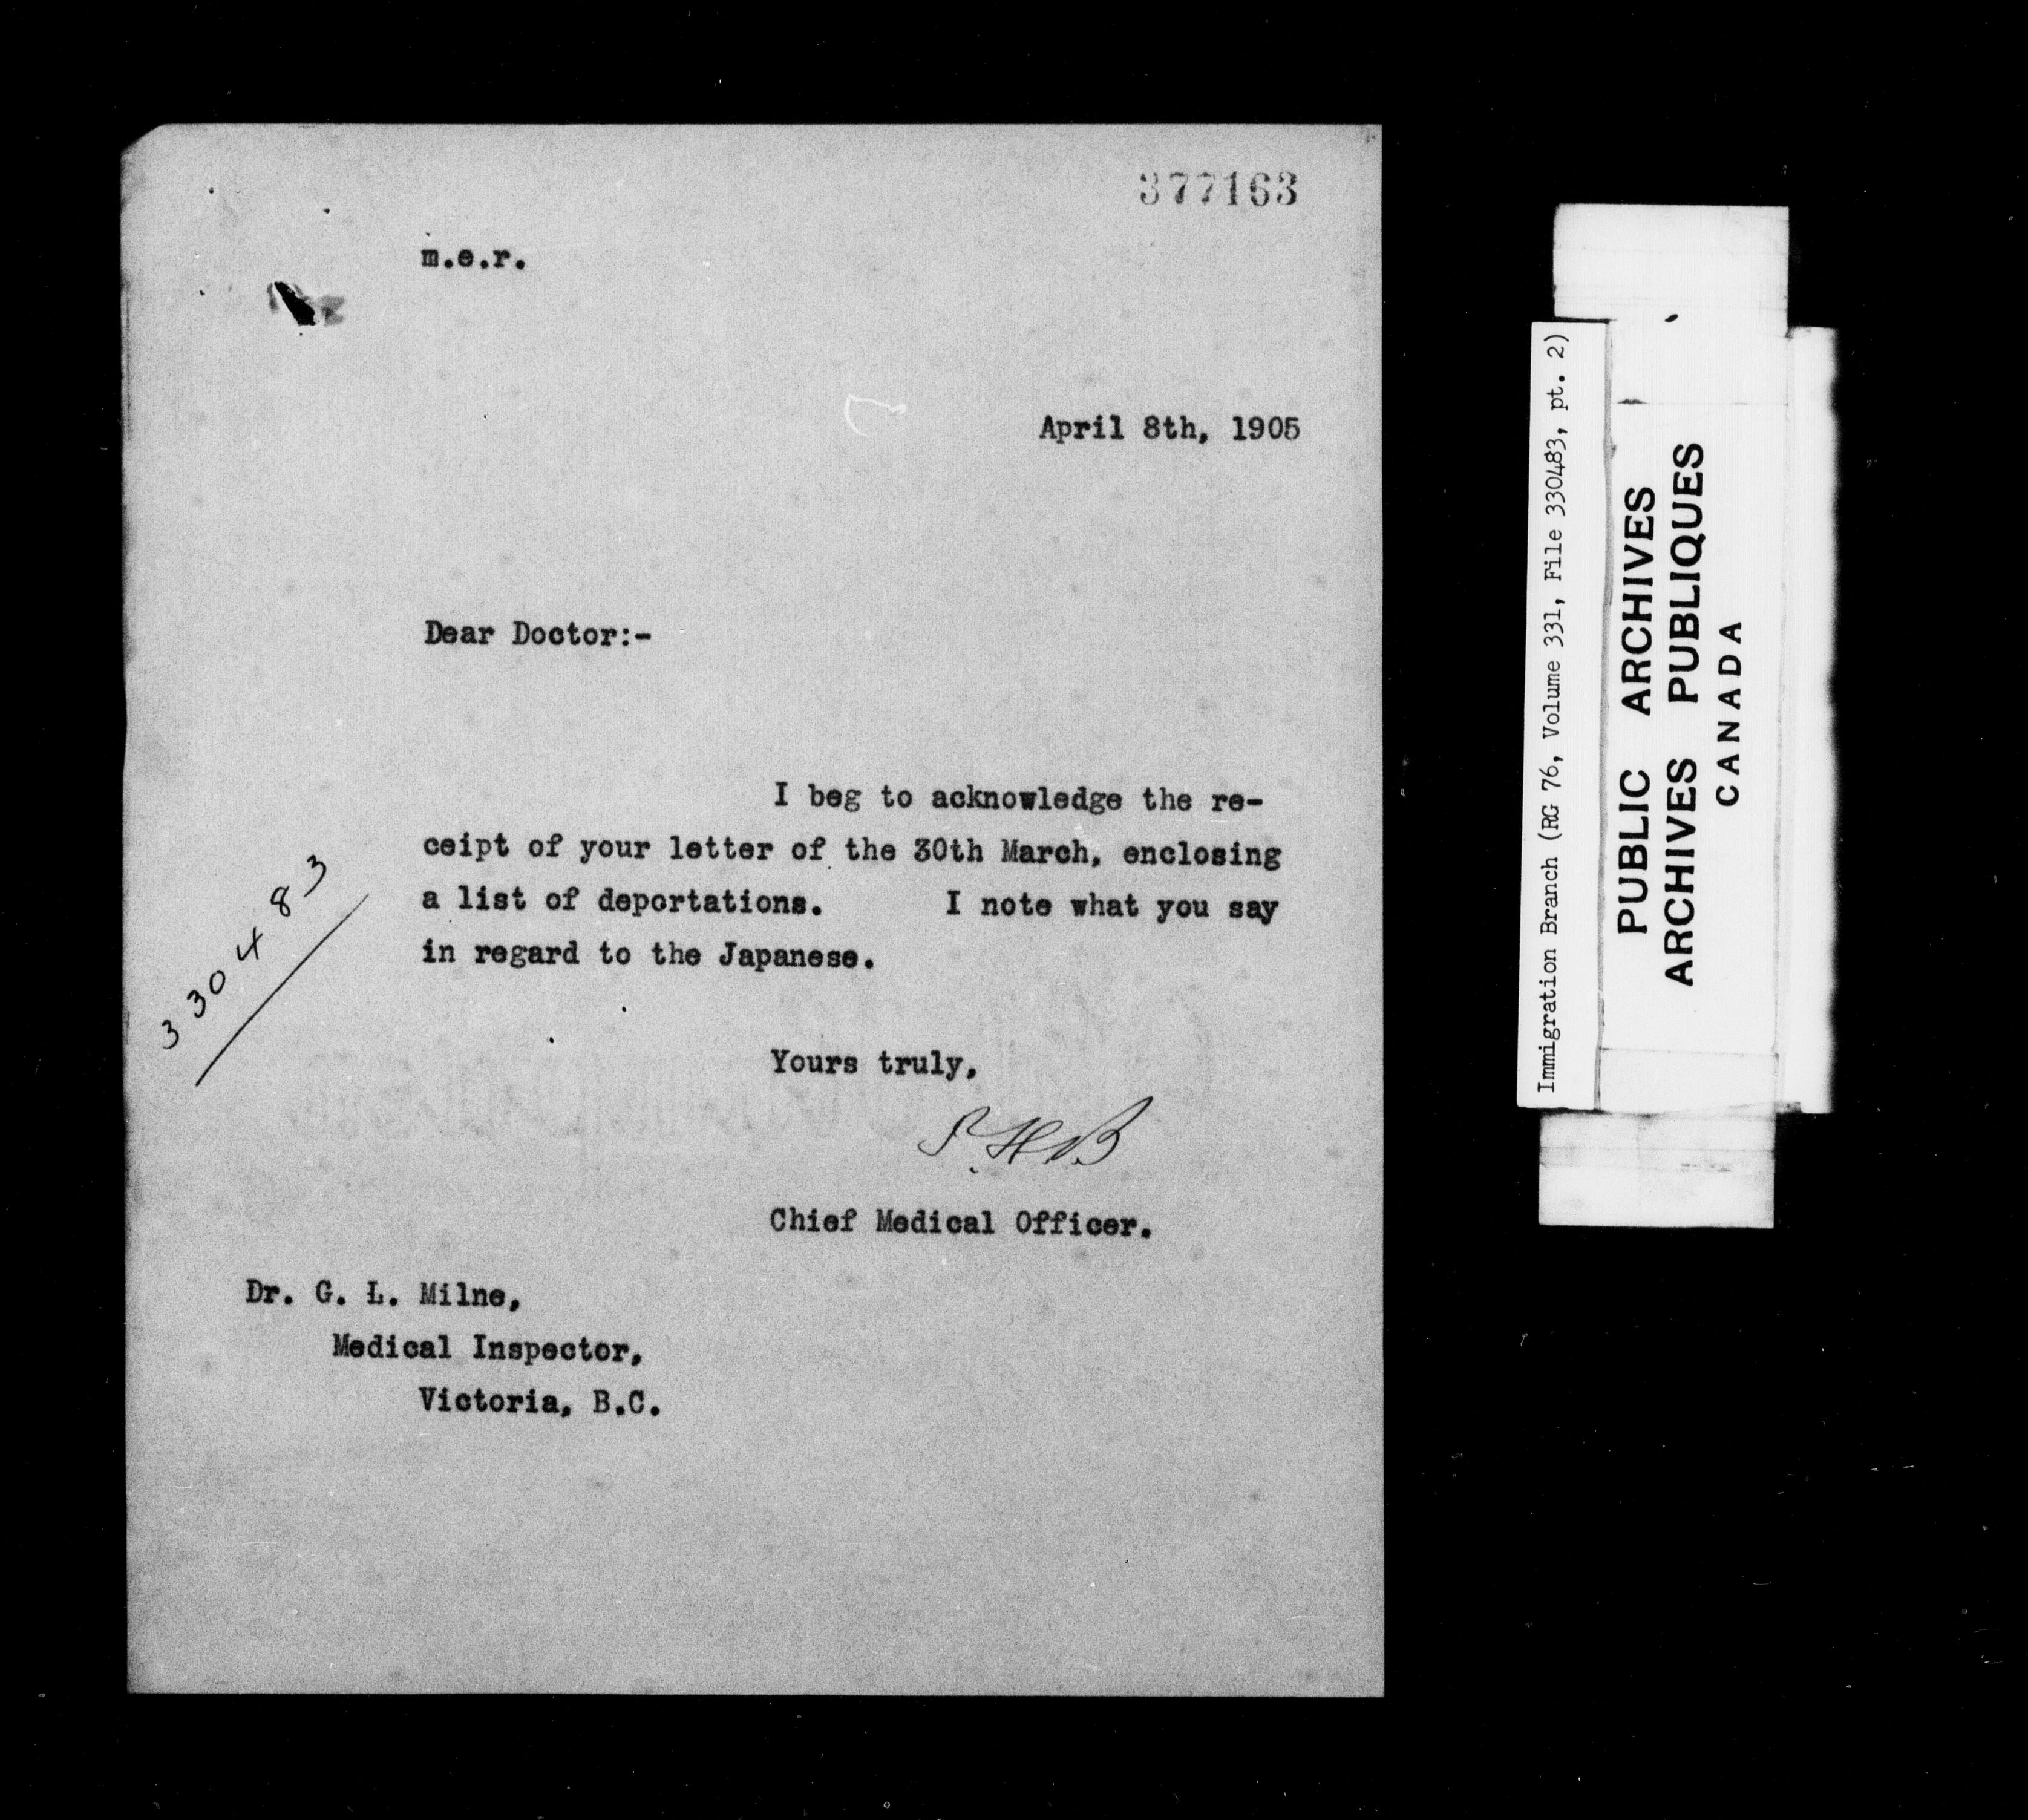 377163
m.e.r.
April 8th, 1905
Dear Doctor:-
I beg to acknowledge the re-
ceipt of your letter of the 30th March, enclosing
a list of deportations. I note what you say
in regard to the Japanese.
330483
Yours truly,
P.H.B
Chief Medical Officer.
Dr. G. L. Milne,
Medical Inspector,
Victoria, B.C.
Immigration Branch (RG 76, Volume 331, File 330483, pt. 2)
PUBLIC ARCHIVES
ARCHIVES PUBLIQUES
CANADA